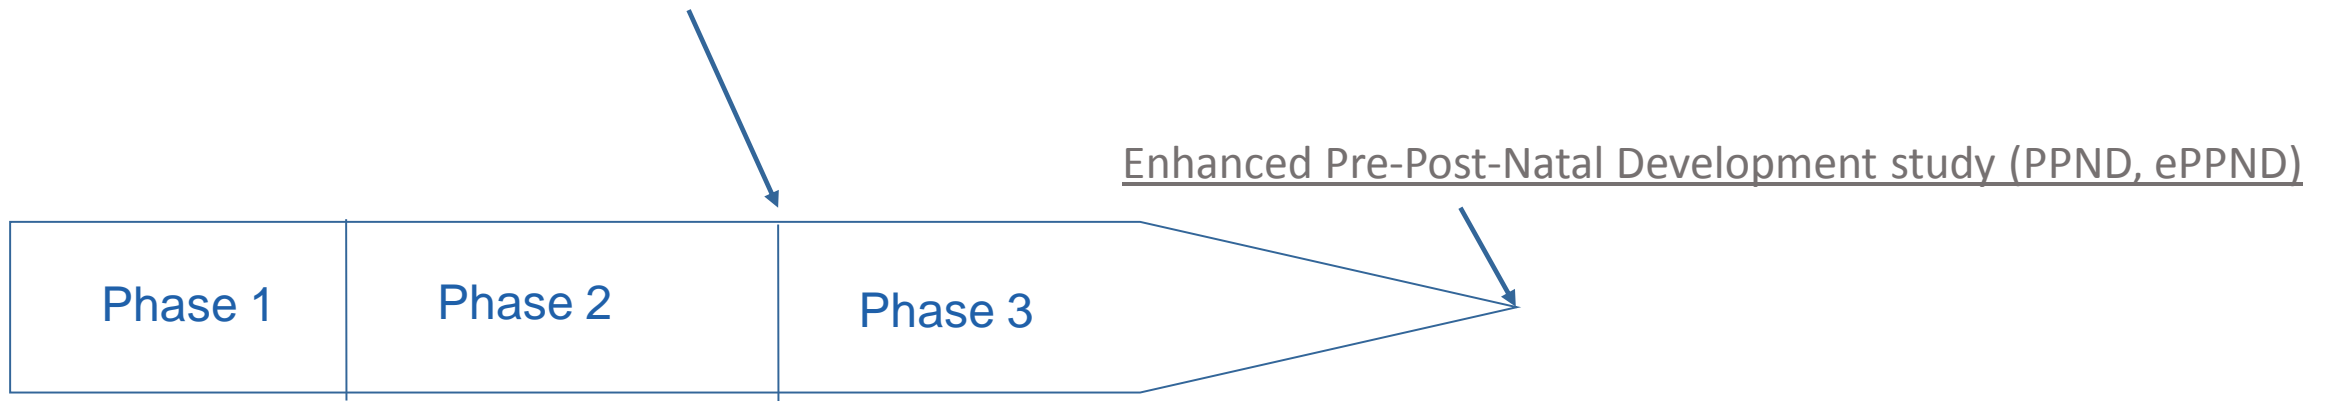 Enhanced Pre-Post-Natal Development study (PPND, ePPND)
Phase 1
Phase 2
Phase 3